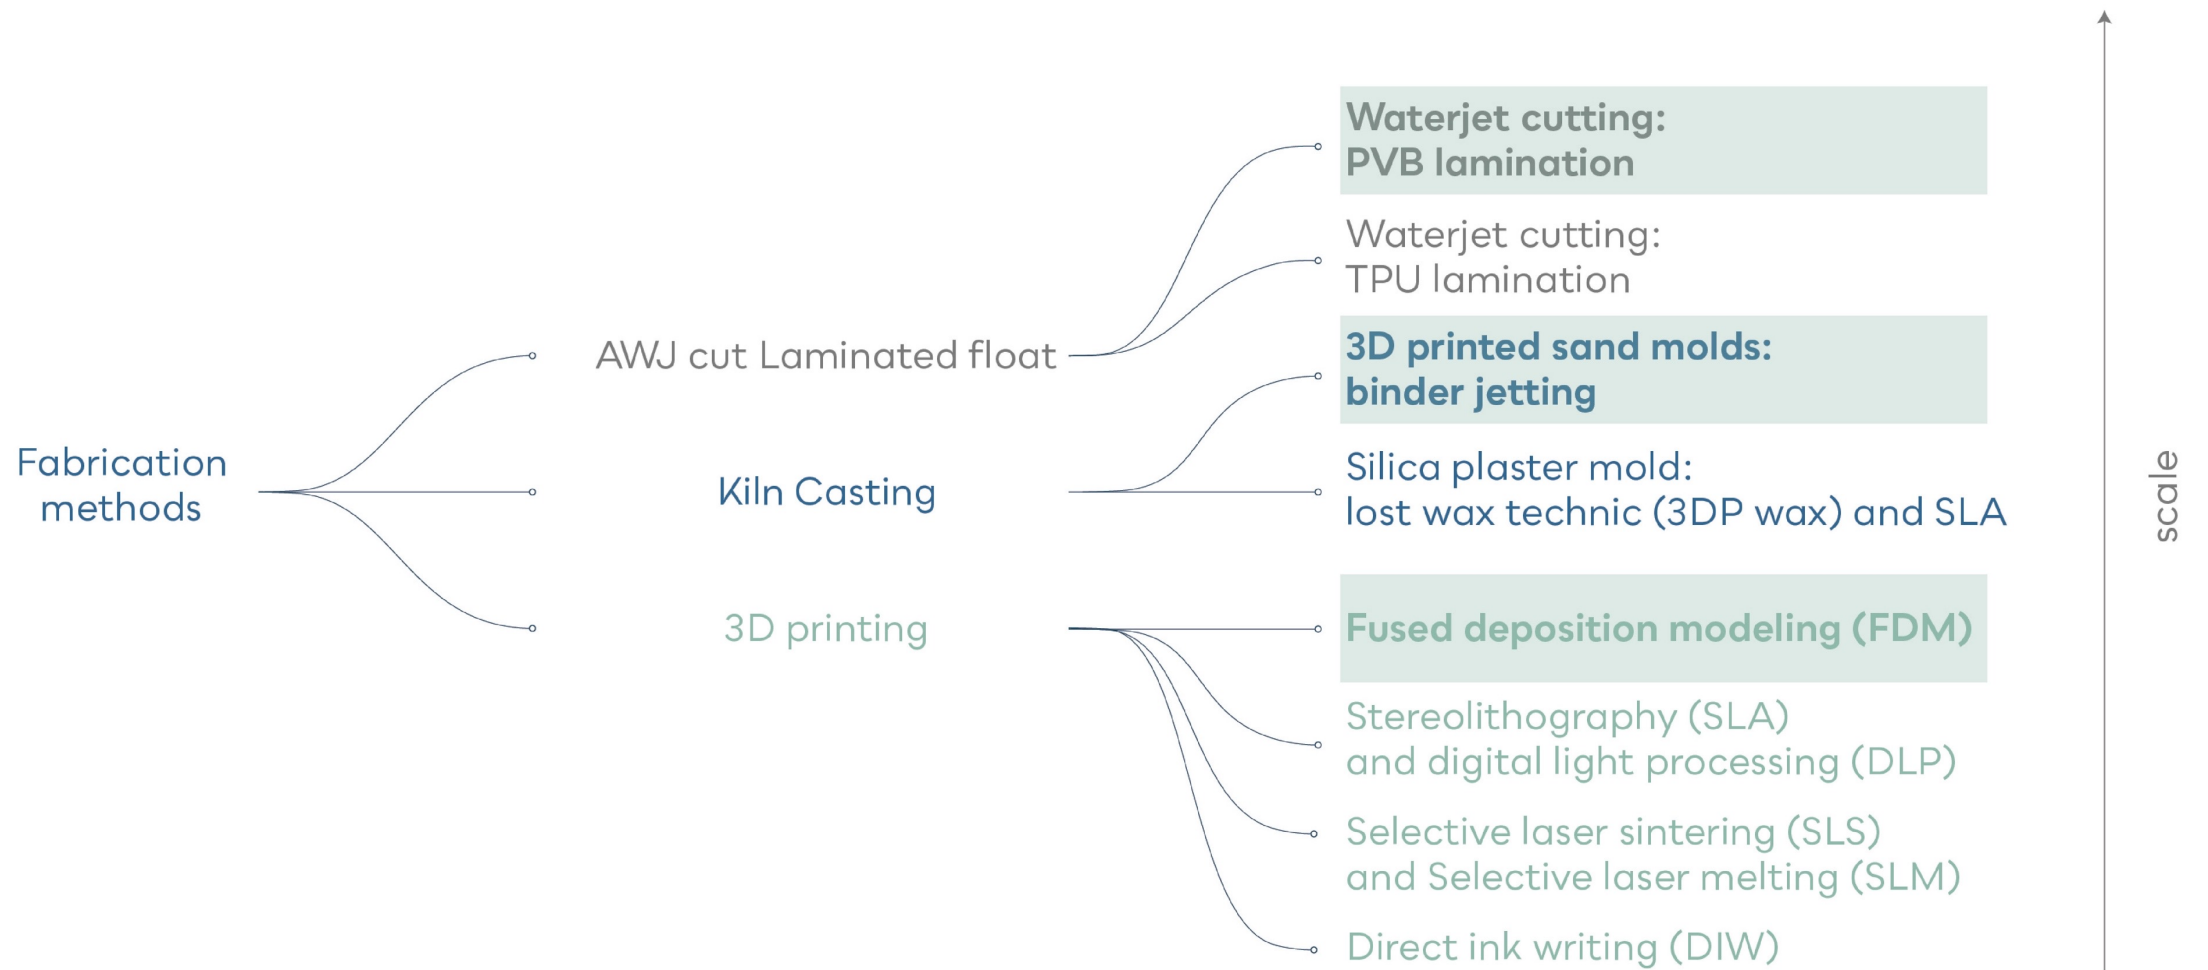 Waterjet cutting:
PVB lamination
Waterjet cutting:
TPU lamination
AWJ cut Laminated float
3D printed sand molds:
binder jetting
Fabrication
methods
Kiln Casting
Silica plaster mold:
lost wax technic (3DP wax) and SLA
scale
3D printing
Fused deposition modeling (FDM)
Stereolithography (SLA)
and digital light processing (DLP)
Selective laser sintering (SLS)
and Selective laser melting (SLM)
Direct ink writing (DIW)